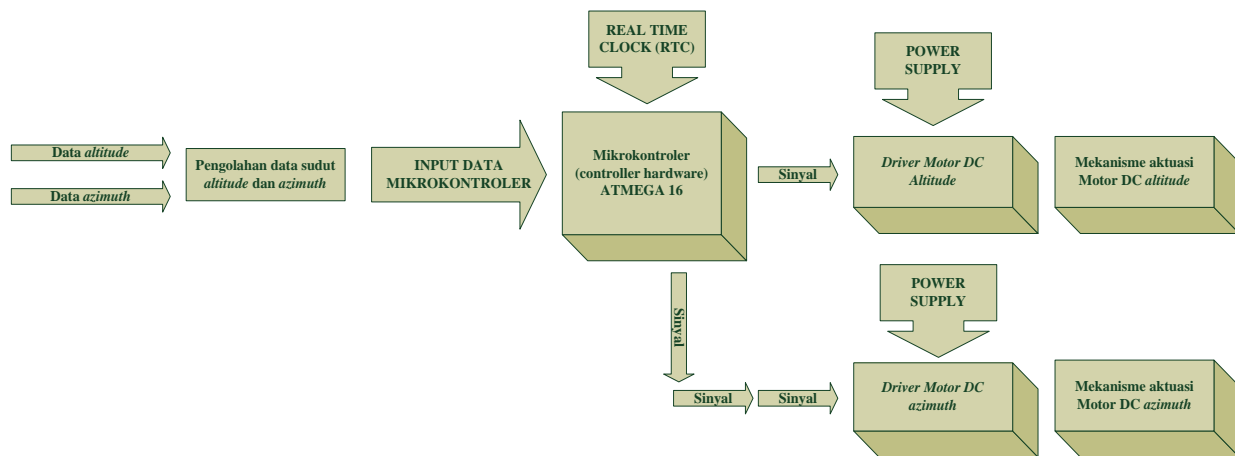 REAL TIME
CLOCK (RTC)
POWER
SUPPLY
Data altitude
Data azimuth
Pengolahan data sudut
altitude dan azimuth
INPUT DATA
MIKROKONTROLER
Mikrokontroler
(controller hardware)
ATMEGA 16
Sinyal
Driver Motor DC
Altitude
Mekanisme aktuasi
Motor DC altitude
Sinyal
POWER
SUPPLY
Sinyal
Sinyal
Driver Motor DC
azimuth
Mekanisme aktuasi
Motor DC azimuth